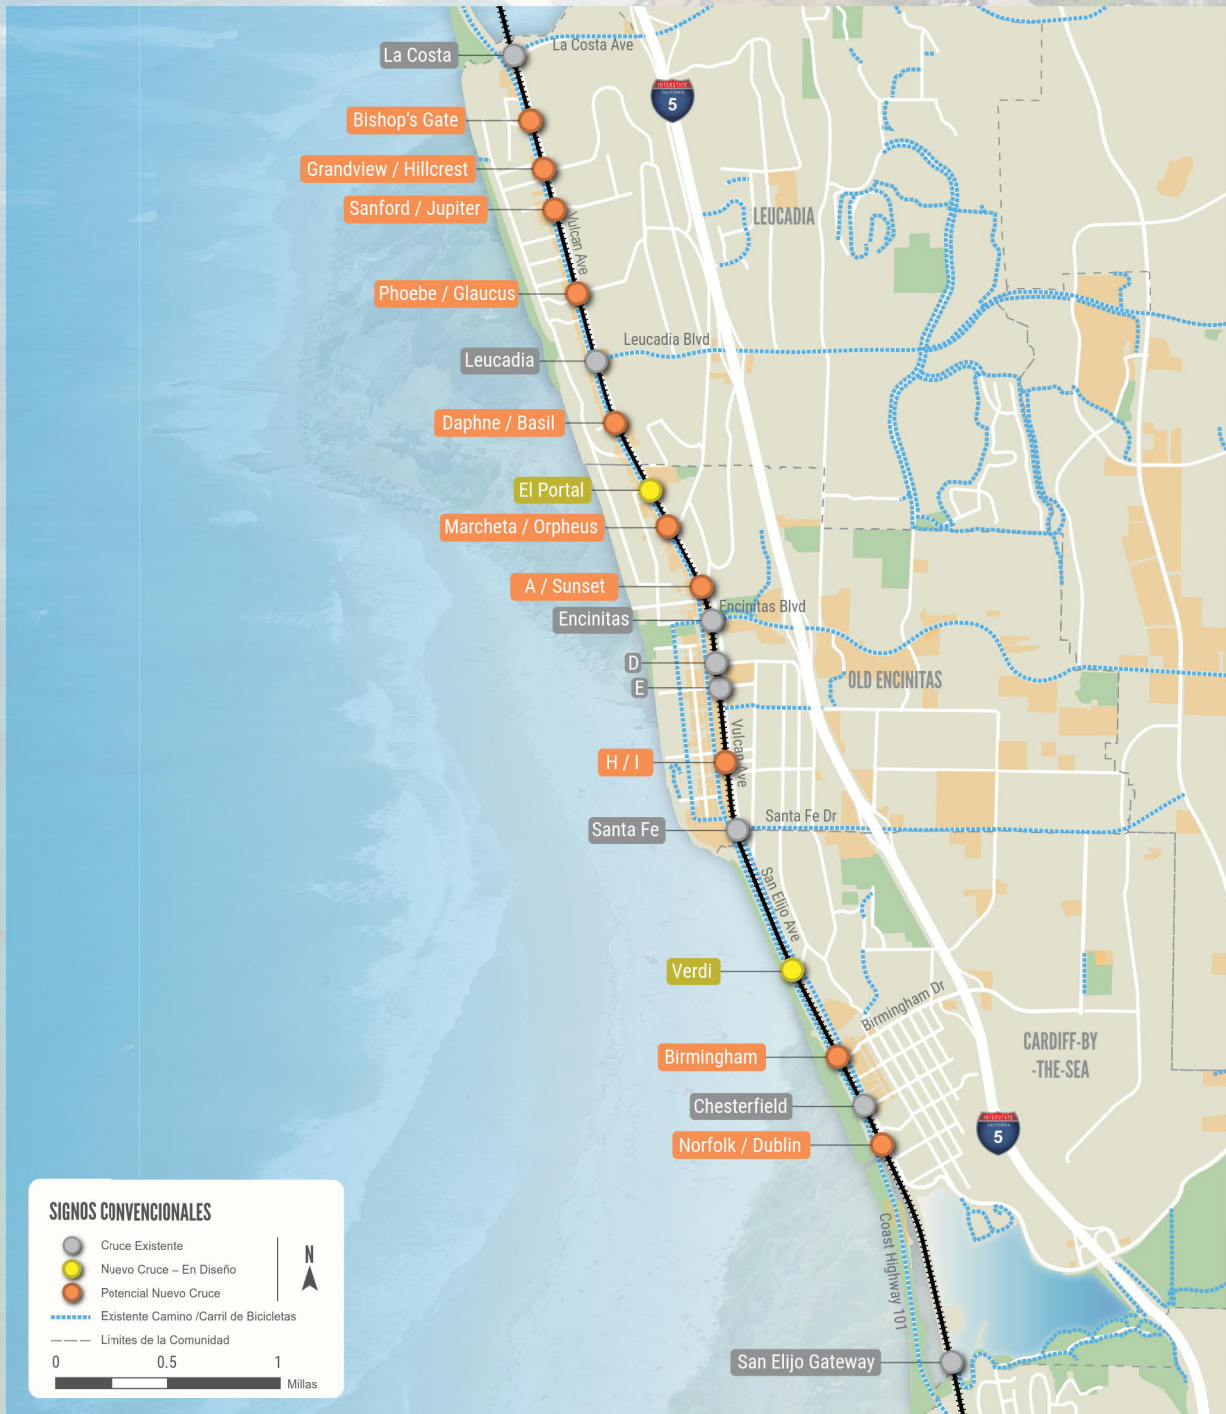 La Costa
La Costa Ave
INTERSTATE
CALIFORNIA
5
Bishop's Gate
Grandview / Hillcrest
Sanford / Jupiter
Vulcan Ave
LEUCADIA
Phoebe / Glaucus
Leucadia
Leucadia Blvd
Daphne / Basil
El Portal
Marcheta / Orpheus
A / Sunset
Encinitas
Encinitas Blvd
D
E
OLD ENCINITAS
Vulcan Ave
H / I
Santa Fe
Santa Fe Dr
San Elijo Ave
Verdi
Birmingham Dr
Birmingham
CARDIFF-BY
-THE-SEA
Chesterfield
Norfolk / Dublin
INTERSTATE
CALIFORNIA
5
Coast Highway 101
San Elijo Gateway
SIGNOS CONVENCIONALES
Cruce Existente
Nuevo Cruce – En Diseño
Potencial Nuevo Cruce
Existente Camino /Carril de Bicicletas
Limites de la Comunidad
N
0 0.5 1
Millas